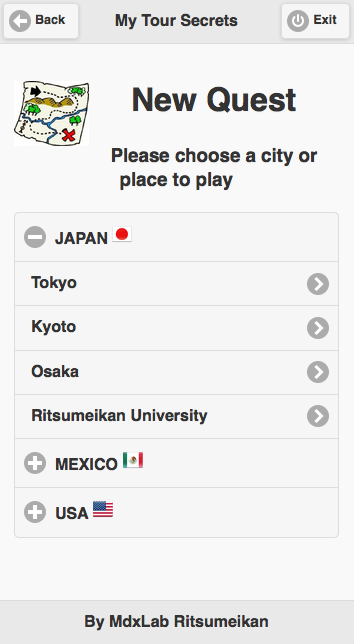 Back
My Tour Secrets
Exit
New Quest
Please choose a city or
place to play
JAPAN
Tokyo
Kyoto
Osaka
Ritsumeikan University
MEXICO
USA
By MdxLab Ritsumeikan